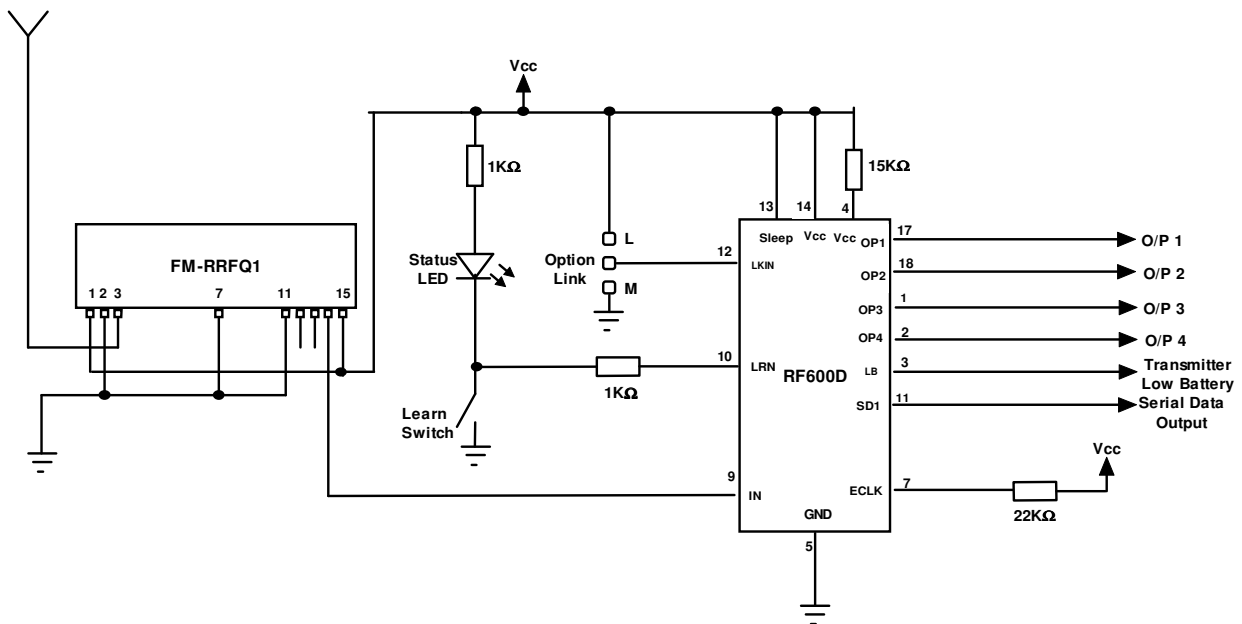 Vcc
1KΩ
15KΩ
13
14
4
17
Sleep
Vcc
Vcc
OP1
O/P 1
FM-RRFQ1
Status
LED
Option
Link
L
M
12
LKIN
18
OP2
O/P 2
1 2 3
7
11
15
1
OP3
O/P 3
2
OP4
O/P 4
10
LRN
RF600D
3
LB
Transmitter
Low Battery
1KΩ
11
SD1
Serial Data
Output
Learn
Switch
Vcc
9
IN
7
ECLK
22KΩ
GND
5